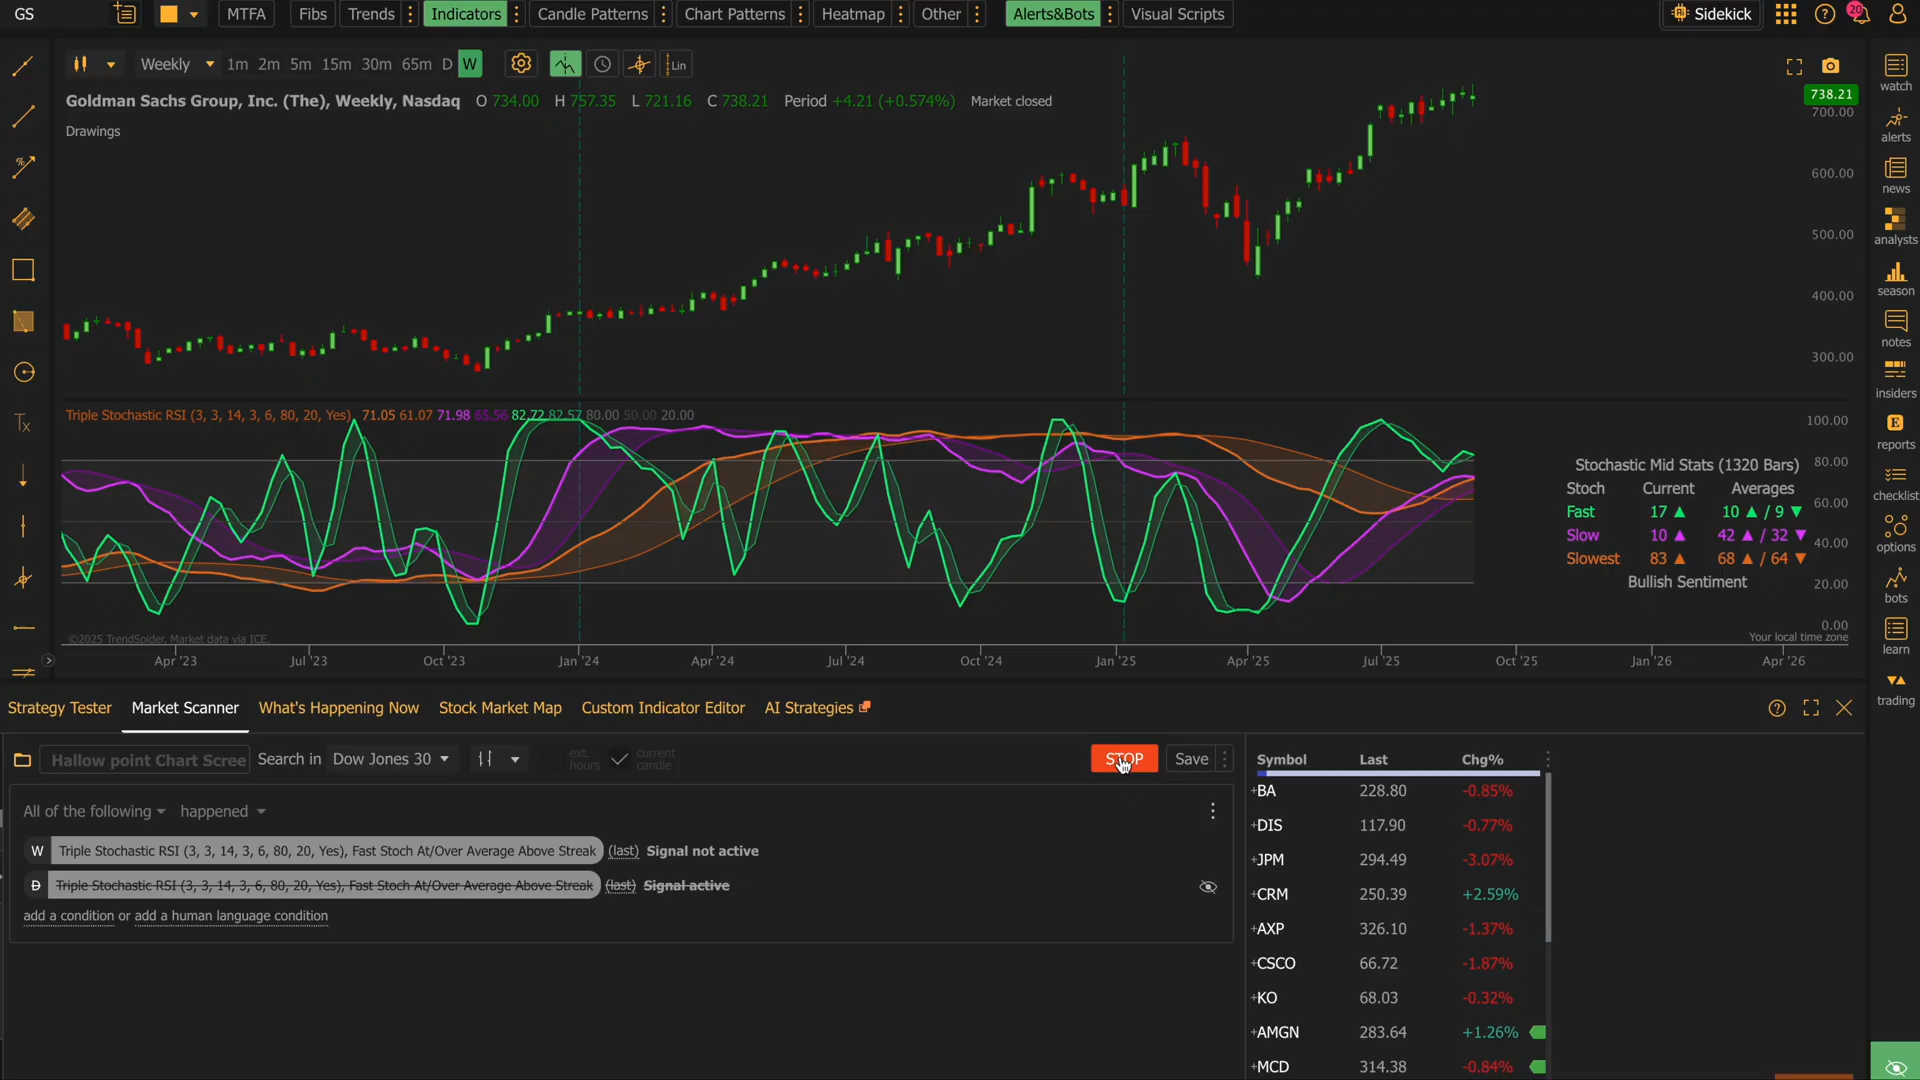 GS MTFA Fibs Trends Indicators Candle Patterns Chart Patterns Heatmap Other Alerts&Bots Visual Scripts Sidekick 20
Weekly 1m 2m 5m 15m 30m 65m D W Lin
Goldman Sachs Group, Inc. (The), Weekly, Nasdaq O 734.00 H 757.35 L 721.16 C 738.21 Period +4.21 (+0.574%) Market closed
Drawings
738.21
700.00
600.00
500.00
400.00
300.00
Triple Stochastic RSI (3, 3, 14, 3, 6, 80, 20, Yes), 71.05 61.07 71.98 65.56 82.72 82.57 80.00 50.00 20.00
100.00
80.00
60.00
40.00
20.00
0.00
Stochastic Mid Stats (1320 Bars)
Stoch Current Averages
Fast 17 ▲ 10 ▲ / 9 ▼
Slow 10 ▲ 42 ▲ / 32 ▼
Slowest 83 ▲ 68 ▲ / 64 ▼
Bullish Sentiment
©2025 TrendSpider, Market data via ICE.
Your local time zone
Apr '23 Jul '23 Oct '23 Jan '24 Apr '24 Jul '24 Oct '24 Jan '25 Apr '25 Jul '25 Oct '25 Jan '26 Apr '26
watch
alerts
news
analysts
season
notes
insiders
reports
checklist
options
bots
learn
trading
Strategy Tester Market Scanner What's Happening Now Stock Market Map Custom Indicator Editor AI Strategies
Hallow point Chart Scree Search in Dow Jones 30 ext. hours current candle STOP Save
All of the following happened
W Triple Stochastic RSI (3, 3, 14, 3, 6, 80, 20, Yes), Fast Stoch At/Over Average Above Streak (last) Signal not active
D Triple Stochastic RSI (3, 3, 14, 3, 6, 80, 20, Yes), Fast Stoch At/Over Average Above Streak (last) Signal active
add a condition or add a human language condition
Symbol Last Chg%
+BA 228.80 -0.85%
+DIS 117.90 -0.77%
+JPM 294.49 -3.07%
+CRM 250.39 +2.59%
+AXP 326.10 -1.37%
+CSCO 66.72 -1.87%
+KO 68.03 -0.32%
+AMGN 283.64 +1.26%
+MCD 314.38 -0.84%